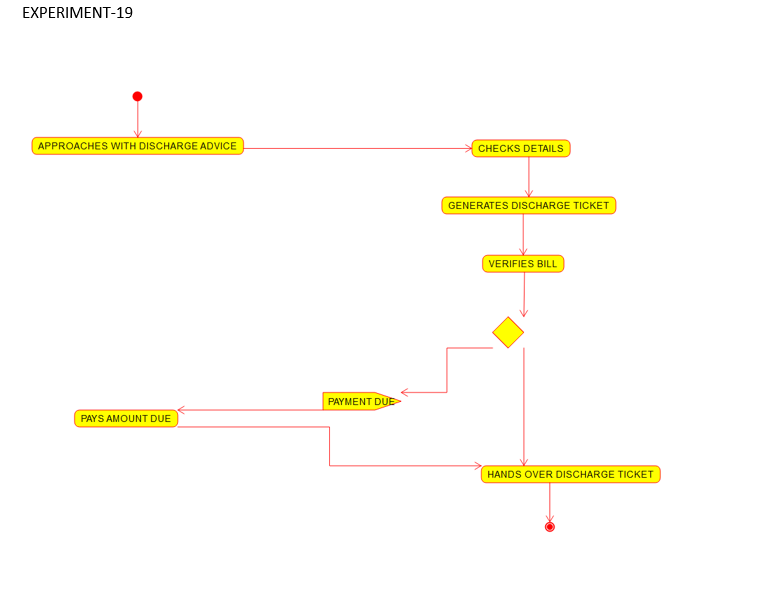 EXPERIMENT-19
APPROACHES WITH DISCHARGE ADVICE
CHECKS DETAILS
GENERATES DISCHARGE TICKET
VERIFIES BILL
PAYMENT DUE
PAYS AMOUNT DUE
HANDS OVER DISCHARGE TICKET